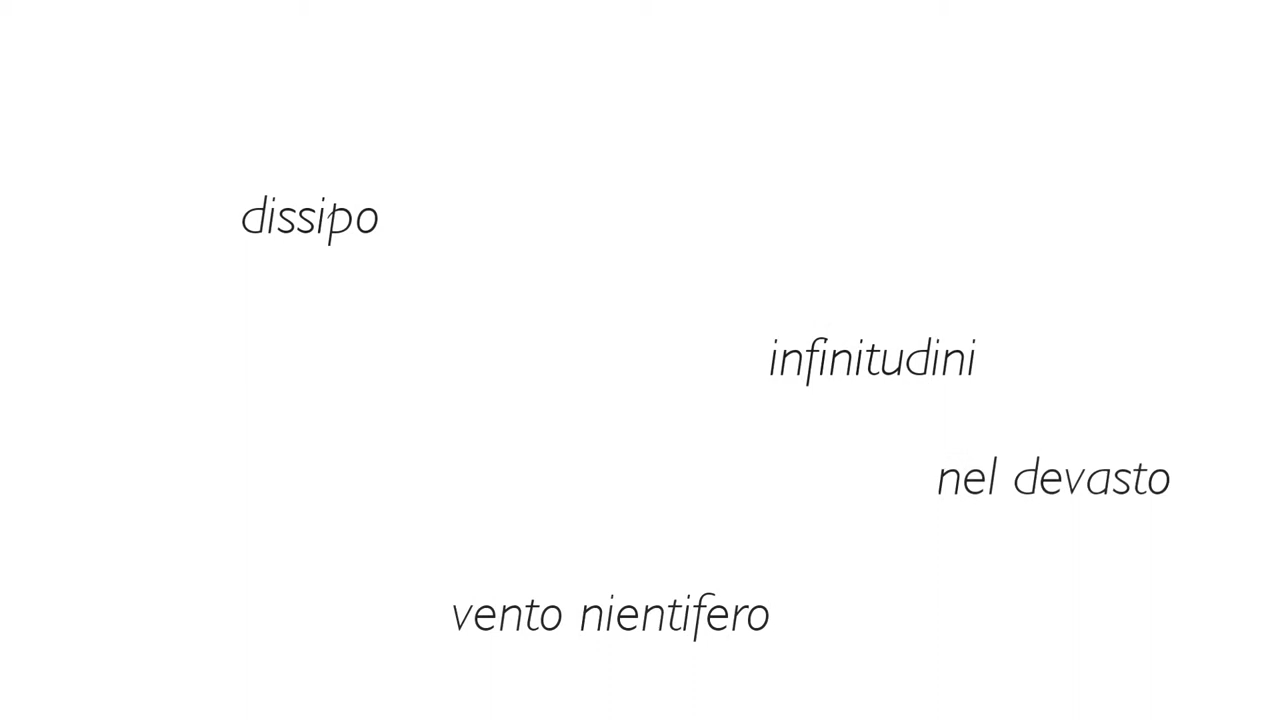 dissipo
infinitudini
nel devasto
vento nientifero